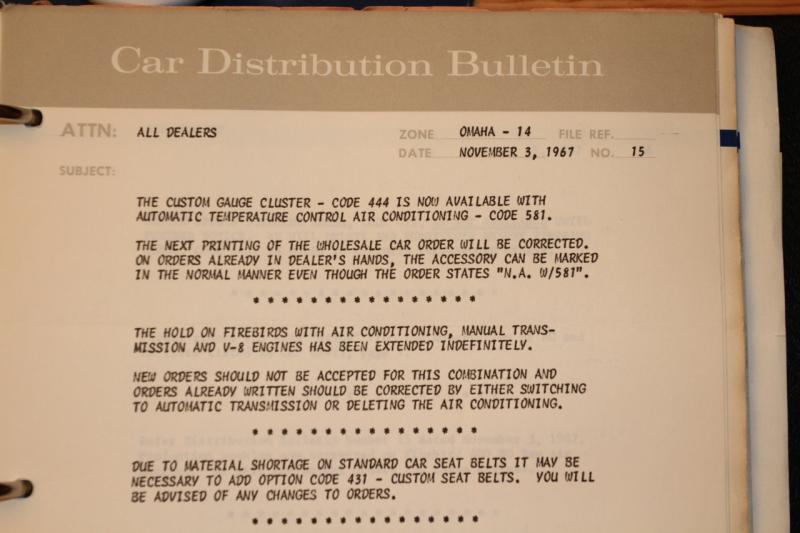 Car Distribution Bulletin
ATTN: ALL DEALERS
ZONE OMAHA - 14 FILE REF.
DATE NOVEMBER 3, 1967 NO. 15
SUBJECT:
THE CUSTOM GAUGE CLUSTER - CODE 444 IS NOW AVAILABLE WITH
AUTOMATIC TEMPERATURE CONTROL AIR CONDITIONING - CODE 581.
THE NEXT PRINTING OF THE WHOLESALE CAR ORDER WILL BE CORRECTED.
ON ORDERS ALREADY IN DEALER'S HANDS, THE ACCESSORY CAN BE MARKED
IN THE NORMAL MANNER EVEN THOUGH THE ORDER STATES "N.A. W/581".
* * * * * * * * * * * * * * * *
THE HOLD ON FIREBIRDS WITH AIR CONDITIONING, MANUAL TRANS-
MISSION AND V-8 ENGINES HAS BEEN EXTENDED INDEFINITELY.
NEW ORDERS SHOULD NOT BE ACCEPTED FOR THIS COMBINATION AND
ORDERS ALREADY WRITTEN SHOULD BE CORRECTED BY EITHER SWITCHING
TO AUTOMATIC TRANSMISSION OR DELETING THE AIR CONDITIONING.
* * * * * * * * * * * * * * * *
DUE TO MATERIAL SHORTAGE ON STANDARD CAR SEAT BELTS IT MAY BE
NECESSARY TO ADD OPTION CODE 431 - CUSTOM SEAT BELTS. YOU WILL
BE ADVISED OF ANY CHANGES TO ORDERS.
* * * * * * * * * * * * * * * *